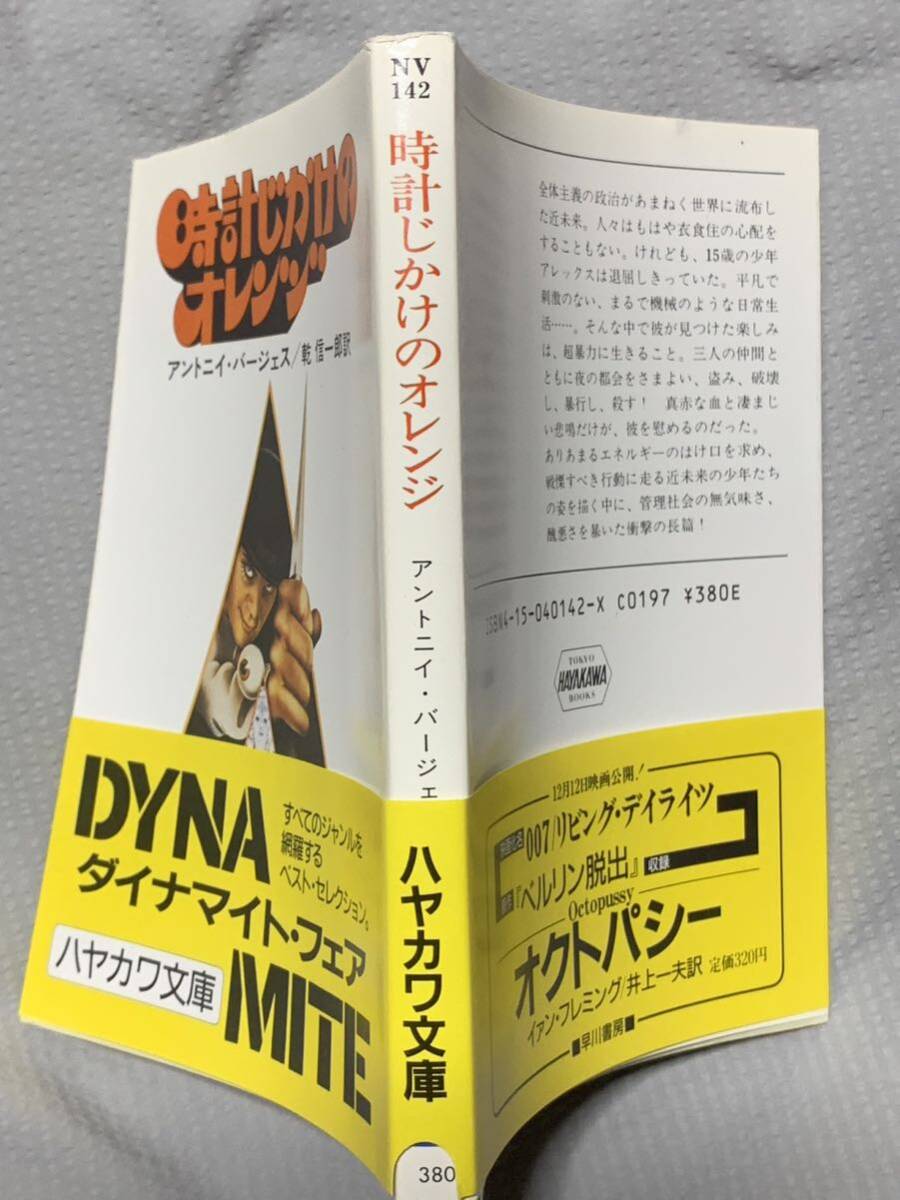 時計じかけの
オレンジ
アントニイ・バージェス/乾 信一郎訳
DYNA
MITE
すべてのジャンルを
網羅する
ベスト・セレクション。
ダイナマイト・フェア
ハヤカワ文庫
NV
142
時計じかけのオレンジ
アントニイ・バージェ
ハヤカワ文庫
380
全体主義の政治があまねく世界に流布し
た近未来。人々はもはや衣食住の心配を
することもない。けれども、15歳の少年
アレックスは退屈しきっていた。平凡で
刺激のない、まるで機械のような日常生
活……。そんな中で彼が見つけた楽しみ
は、超暴力に生きること。三人の仲間と
ともに夜の都会をさまよい、盗み、破壊
し、暴行し、殺す!　真赤な血と凄まじ
い悲鳴だけが、彼を慰めるのだった。
ありあまるエネルギーのはけ口を求め、
戦慄すべき行動に走る近未来の少年たち
の姿を描く中に、管理社会の無気味さ、
醜悪さを暴いた衝撃の長篇!
ISBN4-15-040142-X C0197 ¥380E
TOKYO
HAYAKAWA
BOOKS
12月12日映画公開!
007/リビング・デイライツ
『ベルリン脱出』収録
Octopussy
オクトパシー
イアン・フレミング/井上一夫訳 定価320円
■早川書房■